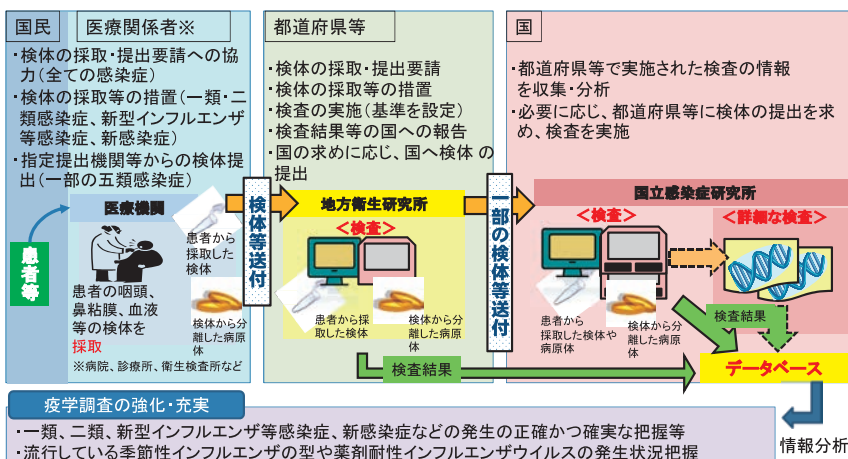 国民
医療関係者※
・検体の採取・提出要請への協
力(全ての感染症)
・検体の採取等の措置(一類・二
類感染症、新型インフルエンザ
等感染症、新感染症)
・指定提出機関等からの検体提
出(一部の五類感染症)
患者等
医療機関
患者から
採取した
検体
患者の咽頭、
鼻粘膜、血液
等の検体を
採取
検体から分
離した病原
体
※病院、診療所、衛生検査所など
検体等送付
都道府県等
・検体の採取・提出要請
・検体の採取等の措置
・検査の実施(基準を設定)
・検査結果等の国への報告
・国の求めに応じ、国へ検体 の
提出
地方衛生研究所
<検査>
患者から採
取した検体
検体から分
離した病原
体
検査結果
一部の検体等送付
国
・都道府県等で実施された検査の情報
を収集・分析
・必要に応じ、都道府県等に検体の提出を求
め、検査を実施
国立感染症研究所
<検査>
<詳細な検査>
患者から
採取した検体や
病原体
検体から分
離した病原
体
検査結果
データベース
情報分析
疫学調査の強化・充実
・一類、二類、新型インフルエンザ等感染症、新感染症などの発生の正確かつ確実な把握等
・流行している季節性インフルエンザの型や薬剤耐性インフルエンザウイルスの発生状況把握